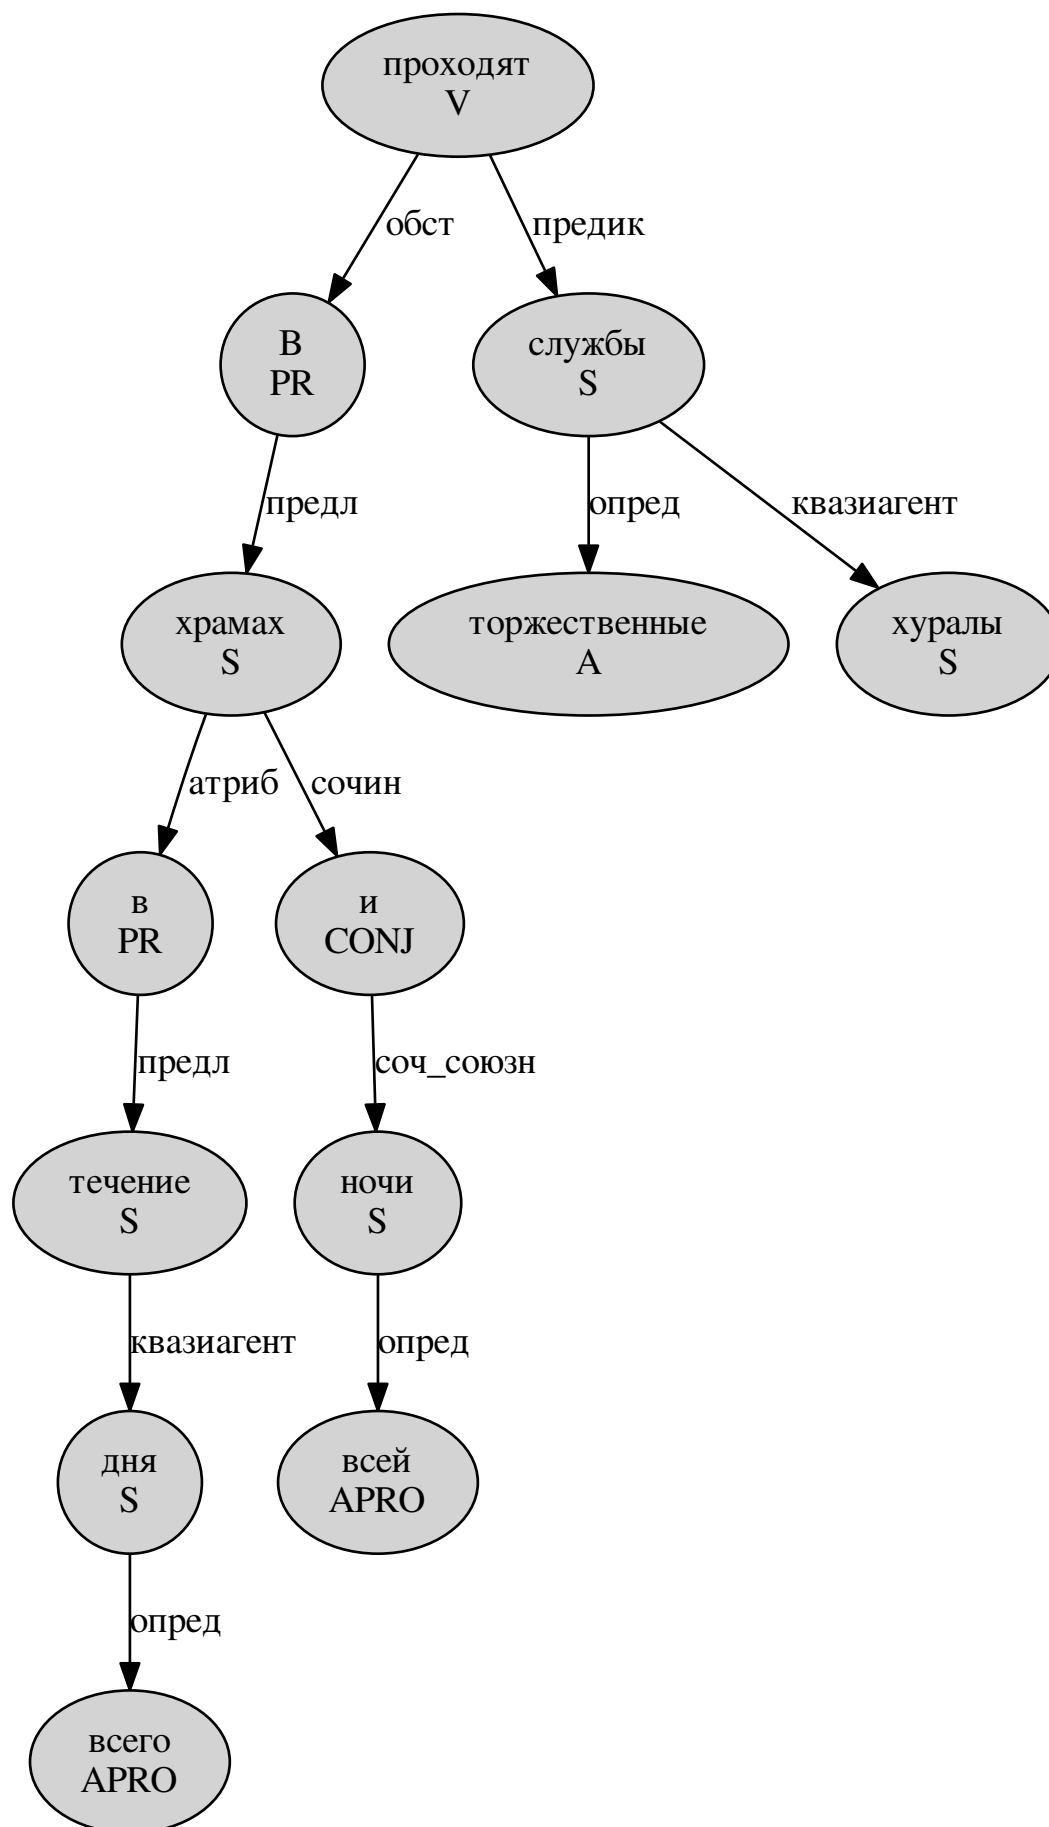 проходят
V
обст
предик
В
PR
службы
S
предл
опред
квазиагент
храмах
S
торжественные
A
хуралы
S
атриб
сочин
в
PR
и
CONJ
предл
соч_союзн
течение
S
ночи
S
квазиагент
опред
дня
S
всей
APRO
опред
всего
APRO